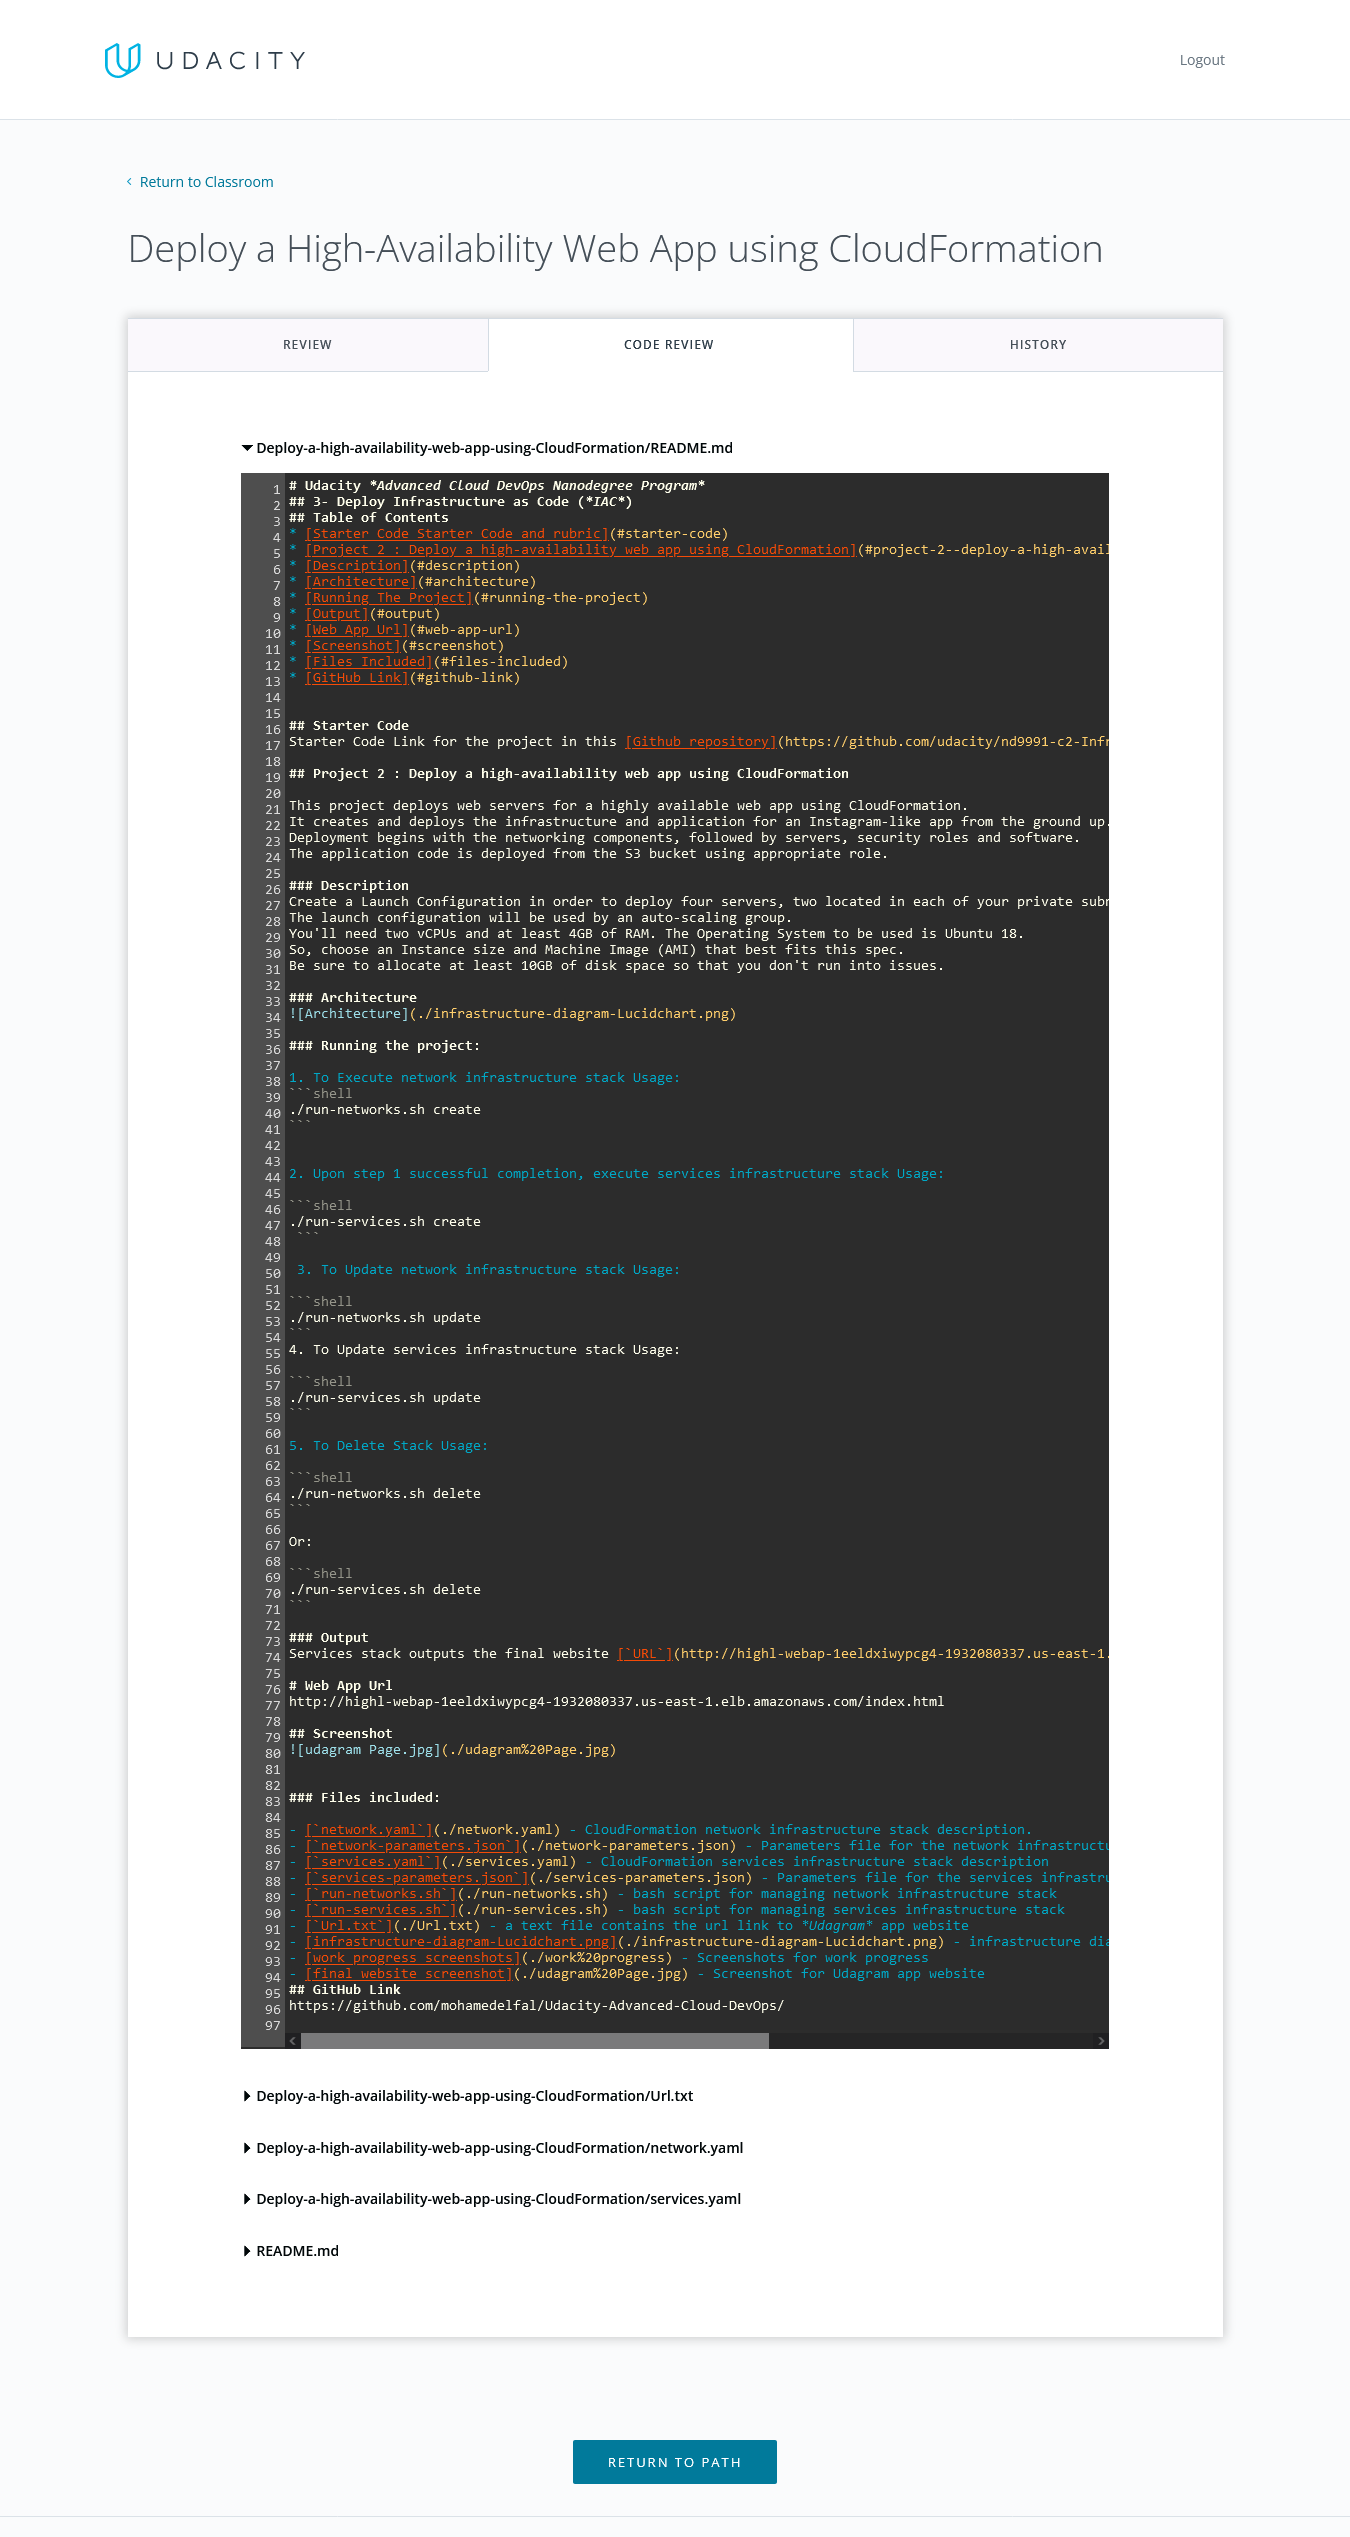 UDACITY
Logout
Return to Classroom
Deploy a High-Availability Web App using CloudFormation
REVIEW
CODE REVIEW
HISTORY
Deploy-a-high-availability-web-app-using-CloudFormation/README.md
1 # Udacity *Advanced Cloud DevOps Nanodegree Program*
2 ## 3- Deploy Infrastructure as Code (*IAC*)
3 ## Table of Contents
4 * [Starter Code Starter Code and rubric](#starter-code)
5 * [Project 2 : Deploy a high-availability web app using CloudFormation](#project-2--deploy-a-high-avail
6 * [Description](#description)
7 * [Architecture](#architecture)
8 * [Running The Project](#running-the-project)
9 * [Output](#output)
10 * [Web App Url](#web-app-url)
11 * [Screenshot](#screenshot)
12 * [Files Included](#files-included)
13 * [GitHub Link](#github-link)
14
15
16 ## Starter Code
17 Starter Code Link for the project in this [Github repository](https://github.com/udacity/nd9991-c2-Infr
18
19 ## Project 2 : Deploy a high-availability web app using CloudFormation
20
21 This project deploys web servers for a highly available web app using CloudFormation.
22 It creates and deploys the infrastructure and application for an Instagram-like app from the ground up.
23 Deployment begins with the networking components, followed by servers, security roles and software.
24 The application code is deployed from the S3 bucket using appropriate role.
25
26 ### Description
27 Create a Launch Configuration in order to deploy four servers, two located in each of your private subn
28 The launch configuration will be used by an auto-scaling group.
29 You'll need two vCPUs and at least 4GB of RAM. The Operating System to be used is Ubuntu 18.
30 So, choose an Instance size and Machine Image (AMI) that best fits this spec.
31 Be sure to allocate at least 10GB of disk space so that you don't run into issues.
32
33 ### Architecture
34 ![Architecture](./infrastructure-diagram-Lucidchart.png)
35
36 ### Running the project:
37
38 1. To Execute network infrastructure stack Usage:
39 ```shell
40 ./run-networks.sh create
41 ```
42
43
44 2. Upon step 1 successful completion, execute services infrastructure stack Usage:
45
46 ```shell
47 ./run-services.sh create
48 ```
49
50 3. To Update network infrastructure stack Usage:
51
52 ```shell
53 ./run-networks.sh update
54 ```
55 4. To Update services infrastructure stack Usage:
56
57 ```shell
58 ./run-services.sh update
59 ```
60
61 5. To Delete Stack Usage:
62
63 ```shell
64 ./run-networks.sh delete
65 ```
66
67 Or:
68
69 ```shell
70 ./run-services.sh delete
71 ```
72
73 ### Output
74 Services stack outputs the final website [`URL`](http://highl-webap-1eeldxiwypcg4-1932080337.us-east-1.
75
76 # Web App Url
77 http://highl-webap-1eeldxiwypcg4-1932080337.us-east-1.elb.amazonaws.com/index.html
78
79 ## Screenshot
80 ![udagram Page.jpg](./udagram%20Page.jpg)
81
82
83 ### Files included:
84
85 - [`network.yaml`](./network.yaml) - CloudFormation network infrastructure stack description.
86 - [`network-parameters.json`](./network-parameters.json) - Parameters file for the network infrastructu
87 - [`services.yaml`](./services.yaml) - CloudFormation services infrastructure stack description
88 - [`services-parameters.json`](./services-parameters.json) - Parameters file for the services infrastru
89 - [`run-networks.sh`](./run-networks.sh) - bash script for managing network infrastructure stack
90 - [`run-services.sh`](./run-services.sh) - bash script for managing services infrastructure stack
91 - [`Url.txt`](./Url.txt) - a text file contains the url link to *Udagram* app website
92 - [infrastructure-diagram-Lucidchart.png](./infrastructure-diagram-Lucidchart.png) - infrastructure dia
93 - [work progress screenshots](./work%20progress) - Screenshots for work progress
94 - [final website screenshot](./udagram%20Page.jpg) - Screenshot for Udagram app website
95 ## GitHub Link
96 https://github.com/mohamedelfal/Udacity-Advanced-Cloud-DevOps/
97
Deploy-a-high-availability-web-app-using-CloudFormation/Url.txt
Deploy-a-high-availability-web-app-using-CloudFormation/network.yaml
Deploy-a-high-availability-web-app-using-CloudFormation/services.yaml
README.md
RETURN TO PATH